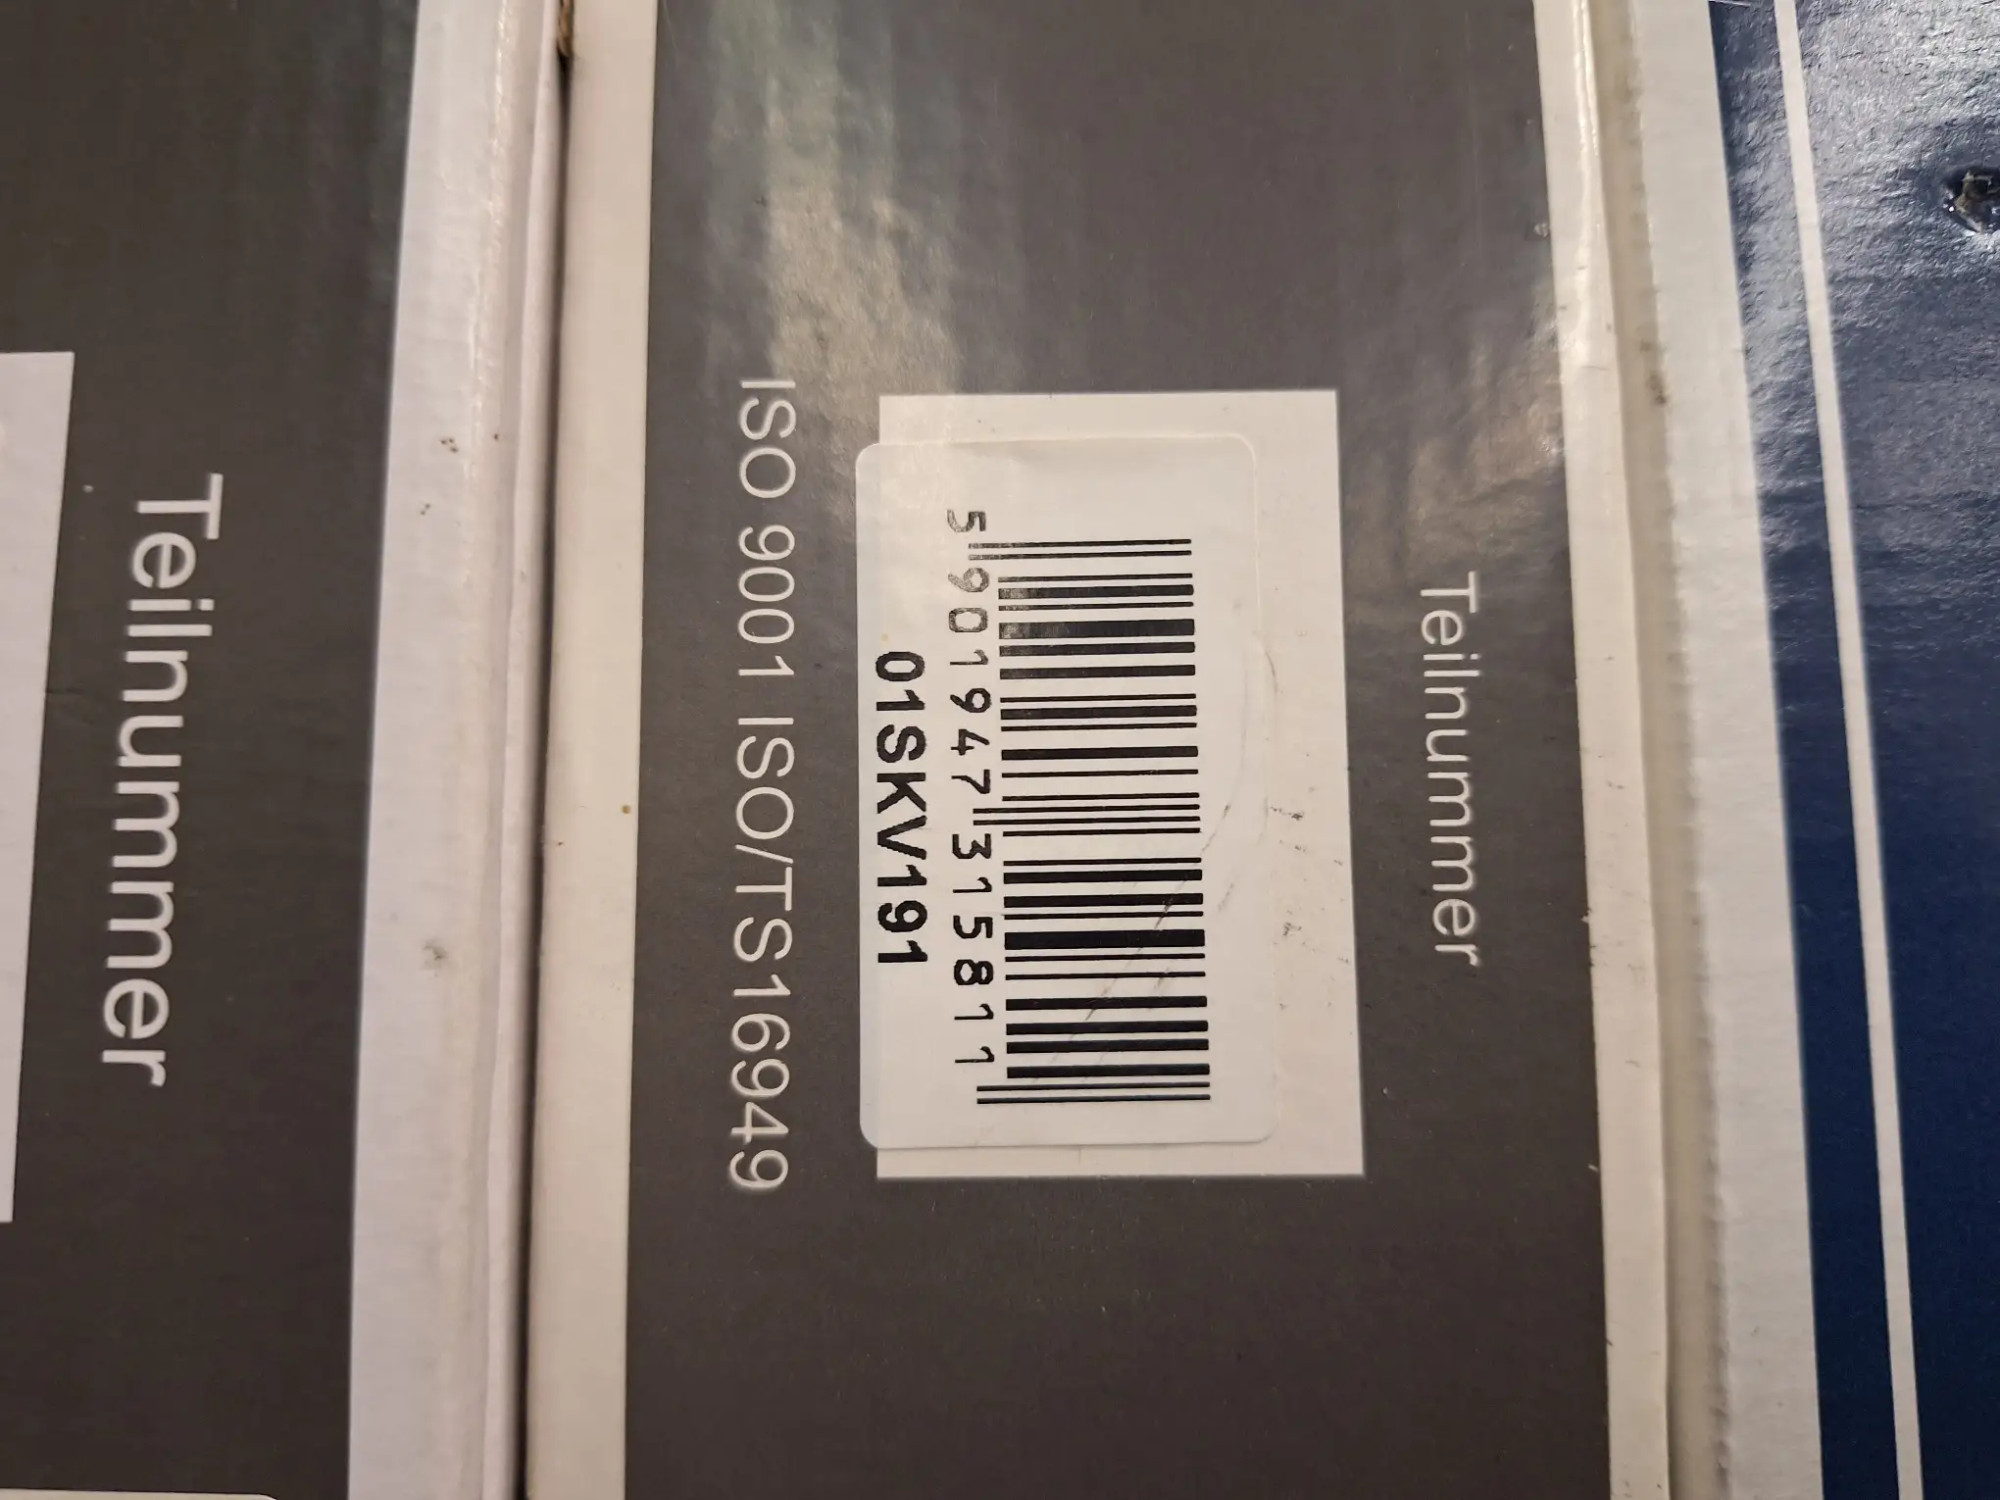 Teilnummer
5 901947 315811
01SKV191
ISO 9001 ISO/TS16949
Teilnummer